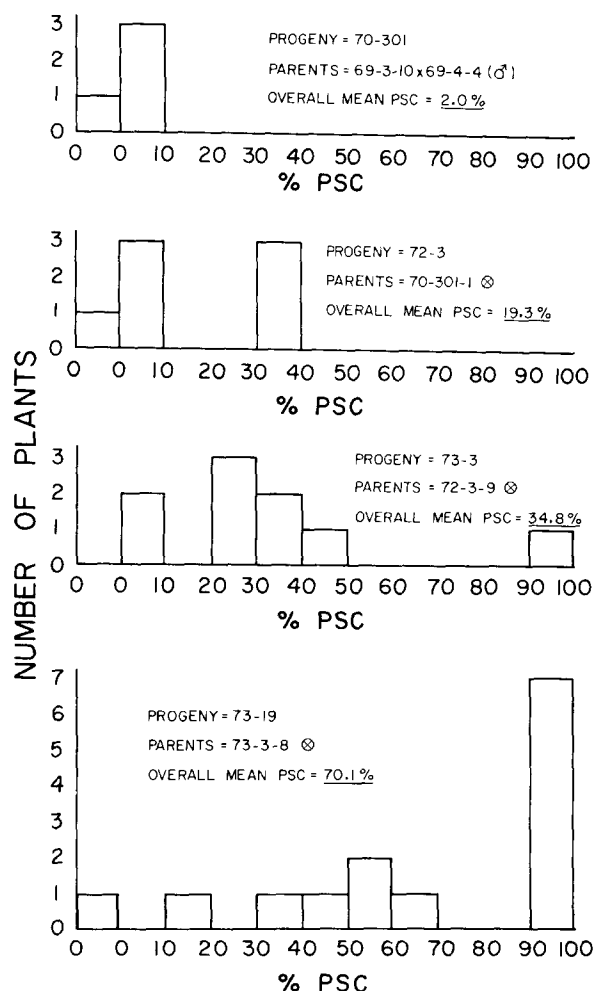 NUMBER OF PLANTS
3
2
1
0
PROGENY = 70-301
PARENTS = 69-3-10x69-4-4 (♂)
OVERALL MEAN PSC = 2.0%
0 0 10 20 30 40 50 60 70 80 90 100
% PSC
3
2
1
0
PROGENY = 72-3
PARENTS = 70-301-1 ⊗
OVERALL MEAN PSC = 19.3%
0 0 10 20 30 40 50 60 70 80 90 100
% PSC
3
2
1
0
PROGENY = 73-3
PARENTS = 72-3-9 ⊗
OVERALL MEAN PSC = 34.8%
0 0 10 20 30 40 50 60 70 80 90 100
% PSC
7
6
5
4
3
2
1
0
PROGENY = 73-19
PARENTS = 73-3-8 ⊗
OVERALL MEAN PSC = 70.1%
0 0 10 20 30 40 50 60 70 80 90 100
% PSC